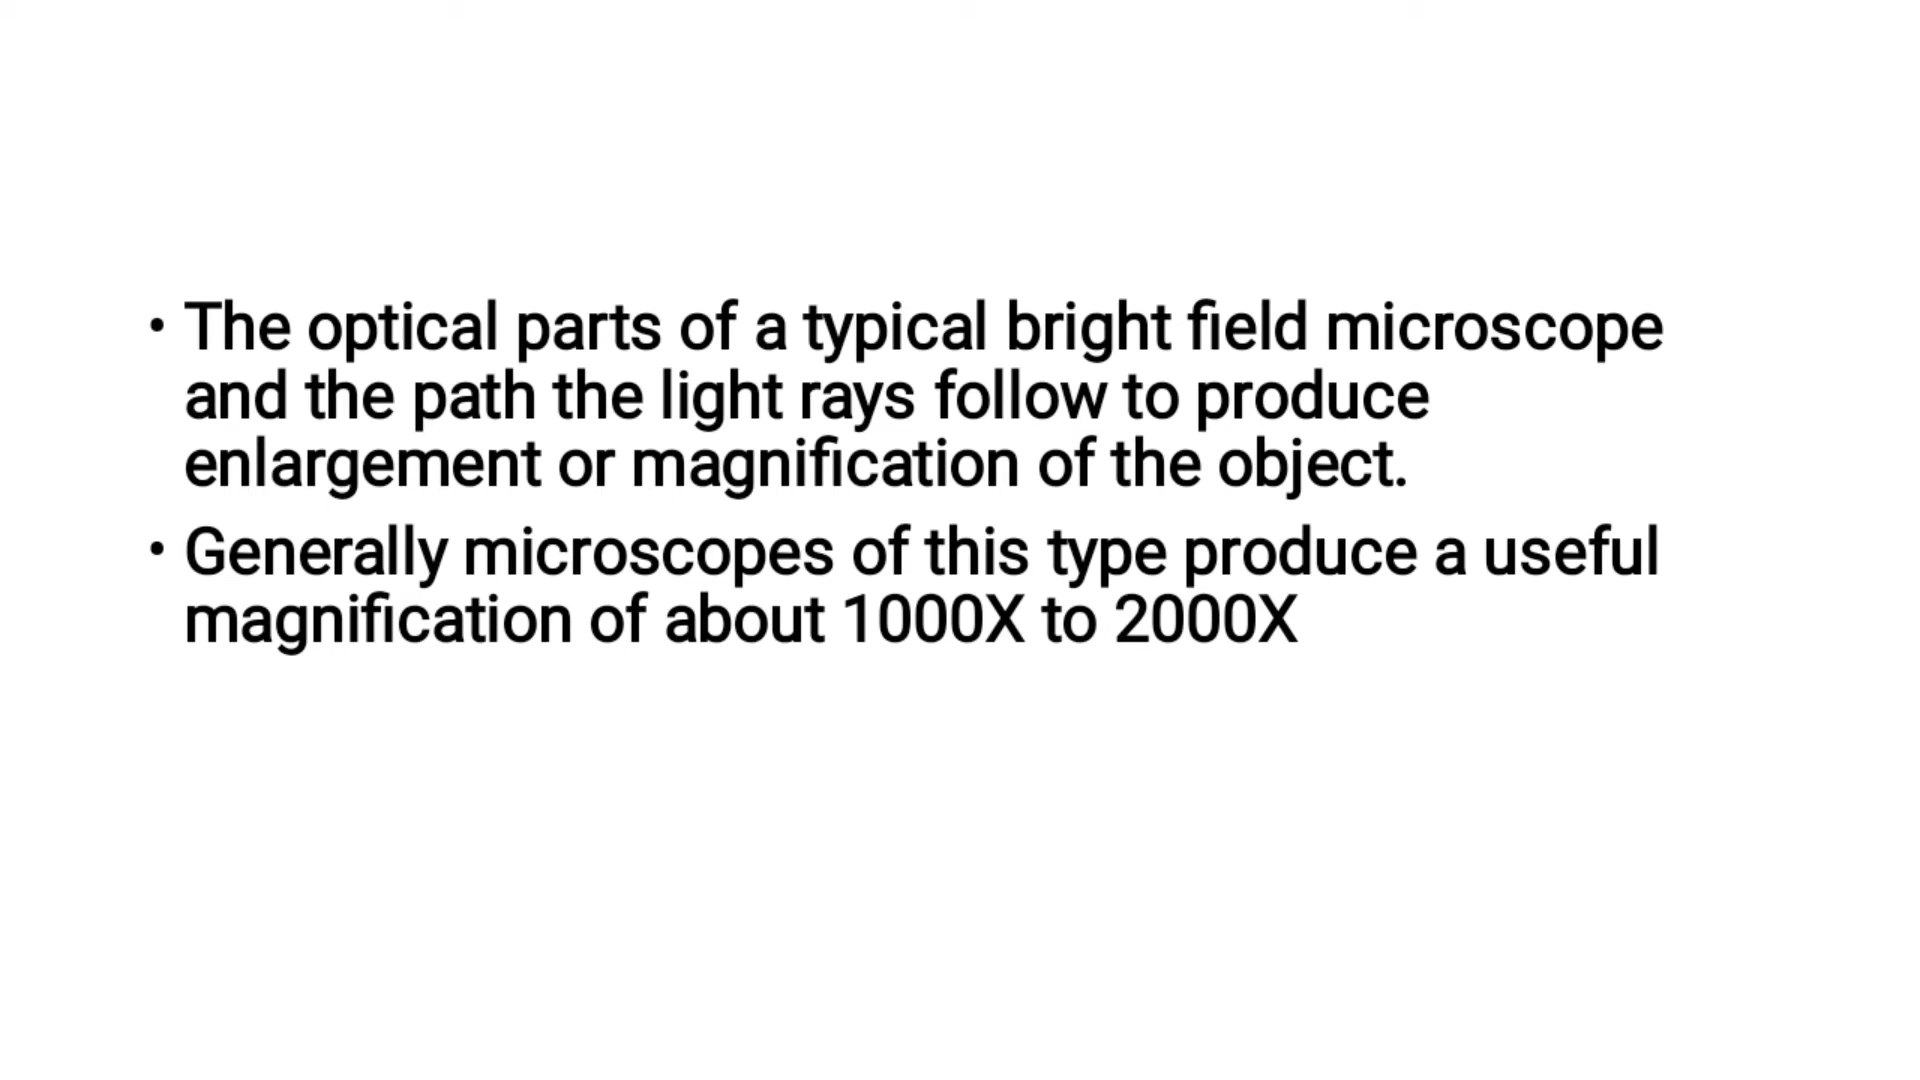 • The optical parts of a typical bright field microscope
and the path the light rays follow to produce
enlargement or magnification of the object.
• Generally microscopes of this type produce a useful
magnification of about 1000X to 2000X